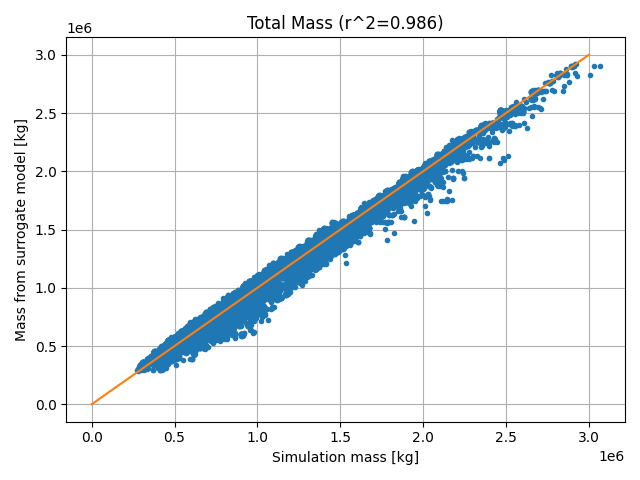 Total Mass (r^2=0.986)
1e6
3.0
2.5
2.0
1.5
1.0
0.5
0.0
Mass from surrogate model [kg]
0.0 0.5 1.0 1.5 2.0 2.5 3.0
Simulation mass [kg]
1e6